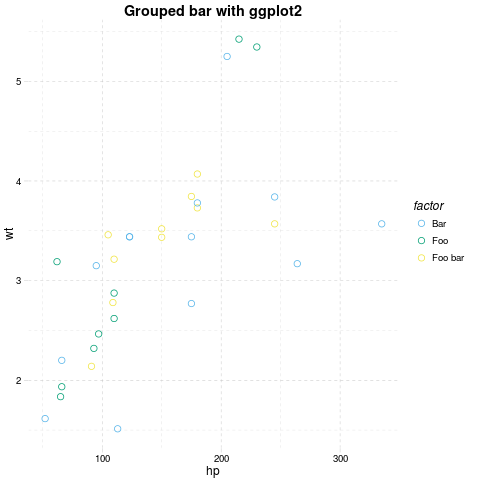 Grouped bar with ggplot2
wt
5
4
3
2
100
200
300
hp
factor
Bar
Foo
Foo bar